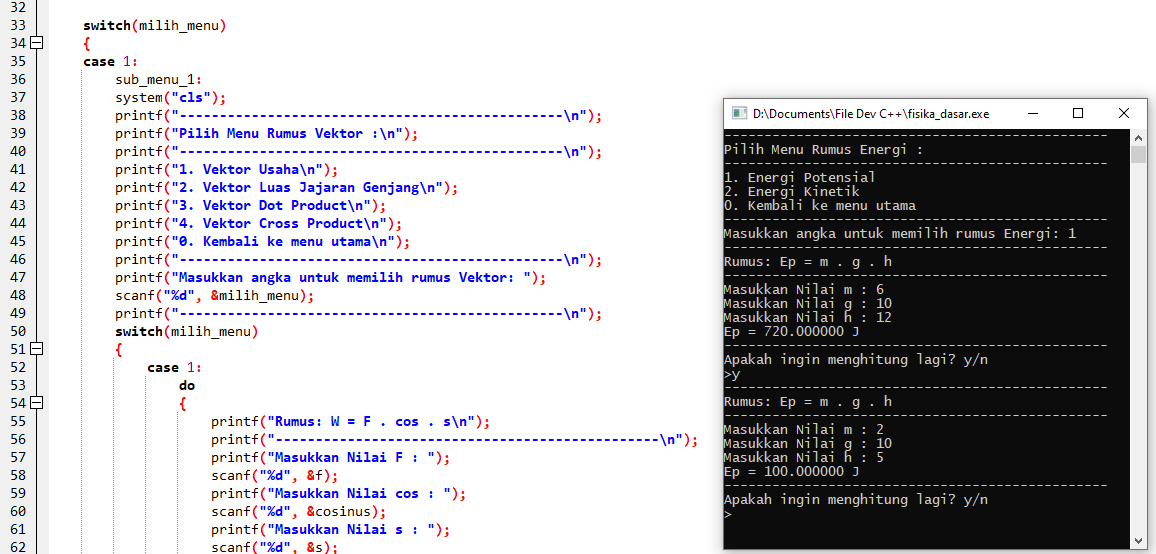 32
33 switch(milih_menu)
34 {
35 case 1:
36 sub_menu_1:
37 system("cls");
38 printf("------------------------------------------------\n");
39 printf("Pilih Menu Rumus Vektor :\n");
40 printf("------------------------------------------------\n");
41 printf("1. Vektor Usaha\n");
42 printf("2. Vektor Luas Jajaran Genjang\n");
43 printf("3. Vektor Dot Product\n");
44 printf("4. Vektor Cross Product\n");
45 printf("0. Kembali ke menu utama\n");
46 printf("------------------------------------------------\n");
47 printf("Masukkan angka untuk memilih rumus Vektor: ");
48 scanf("%d", &milih_menu);
49 printf("------------------------------------------------\n");
50 switch(milih_menu)
51 {
52 case 1:
53 do
54 {
55 printf("Rumus: W = F . cos . s\n");
56 printf("------------------------------------------------\n");
57 printf("Masukkan Nilai F : ");
58 scanf("%d", &f);
59 printf("Masukkan Nilai cos : ");
60 scanf("%d", &cosinus);
61 printf("Masukkan Nilai s : ");
62 scanf("%d", &s);
D:\Documents\File Dev C++\fisika_dasar.exe
------------------------------------------------
Pilih Menu Rumus Energi :
------------------------------------------------
1. Energi Potensial
2. Energi Kinetik
0. Kembali ke menu utama
------------------------------------------------
Masukkan angka untuk memilih rumus Energi: 1
------------------------------------------------
Rumus: Ep = m . g . h
------------------------------------------------
Masukkan Nilai m : 6
Masukkan Nilai g : 10
Masukkan Nilai h : 12
Ep = 720.000000 J
------------------------------------------------
Apakah ingin menghitung lagi? y/n
>y
------------------------------------------------
Rumus: Ep = m . g . h
------------------------------------------------
Masukkan Nilai m : 2
Masukkan Nilai g : 10
Masukkan Nilai h : 5
Ep = 100.000000 J
------------------------------------------------
Apakah ingin menghitung lagi? y/n
>